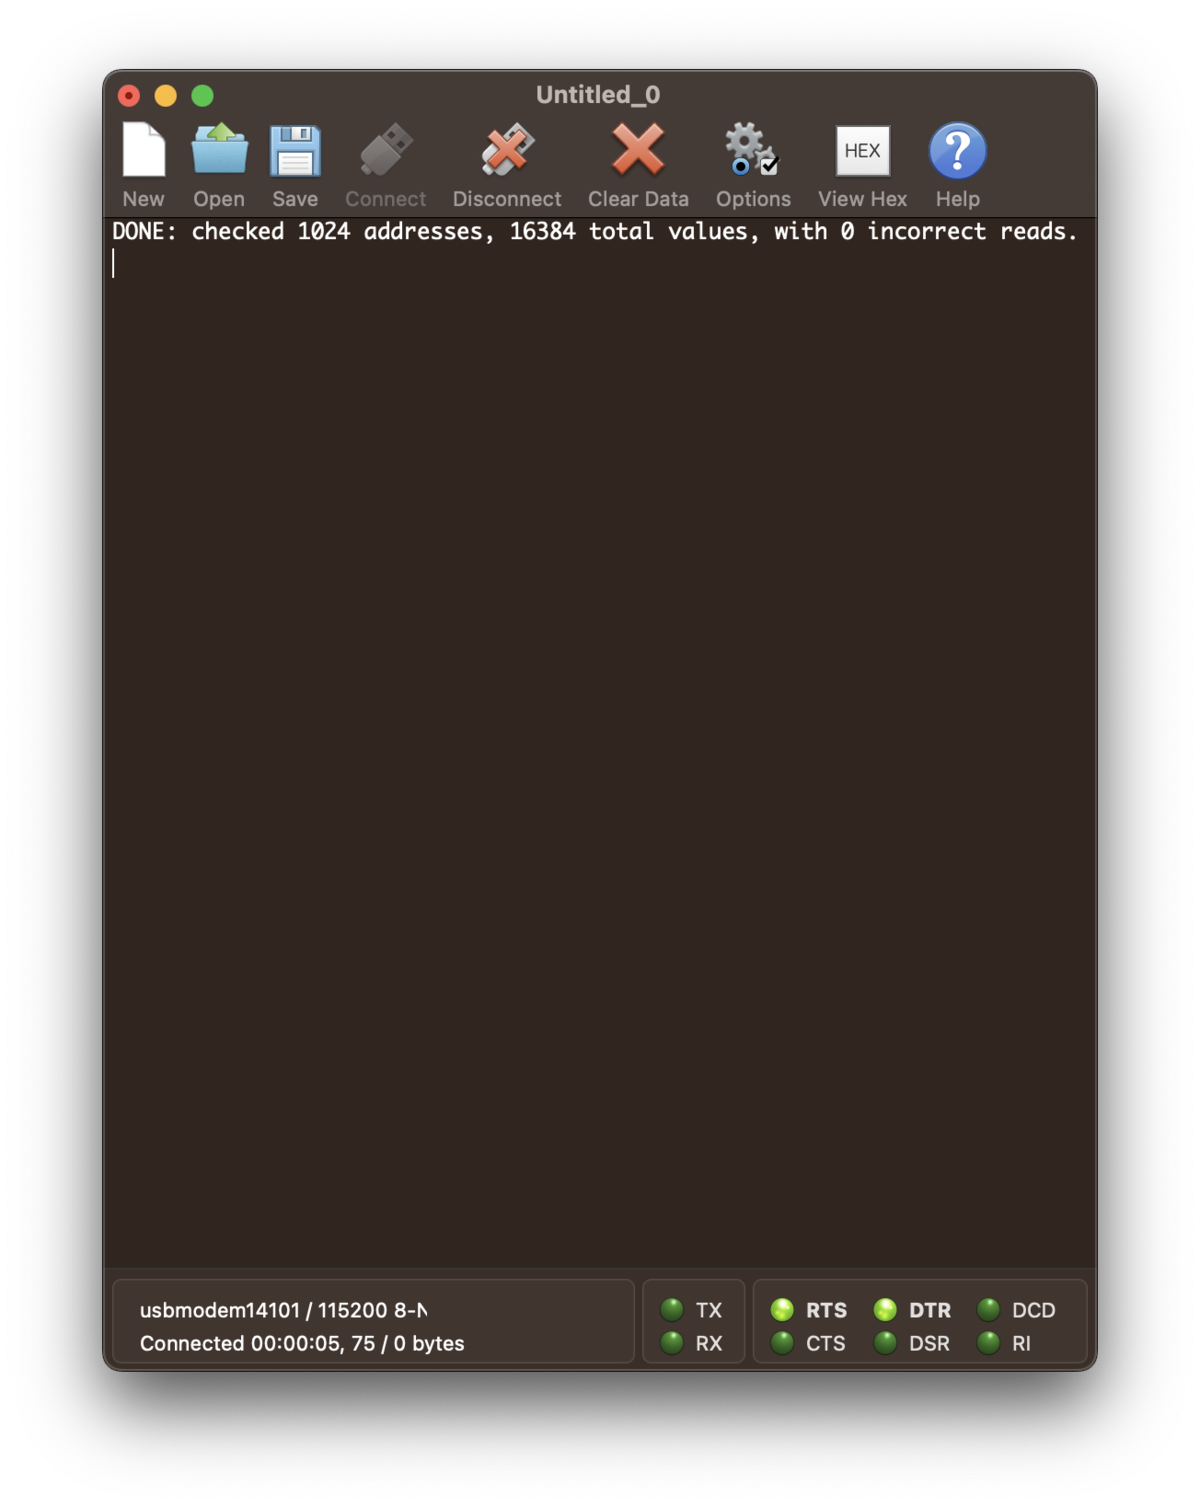 Untitled_0
New Open Save Connect Disconnect Clear Data Options HEX View Hex Help
DONE: checked 1024 addresses, 16384 total values, with 0 incorrect reads.
usbmodem14101 / 115200 8-N
Connected 00:00:05, 75 / 0 bytes
TX
RX
RTS DTR DCD
CTS DSR RI